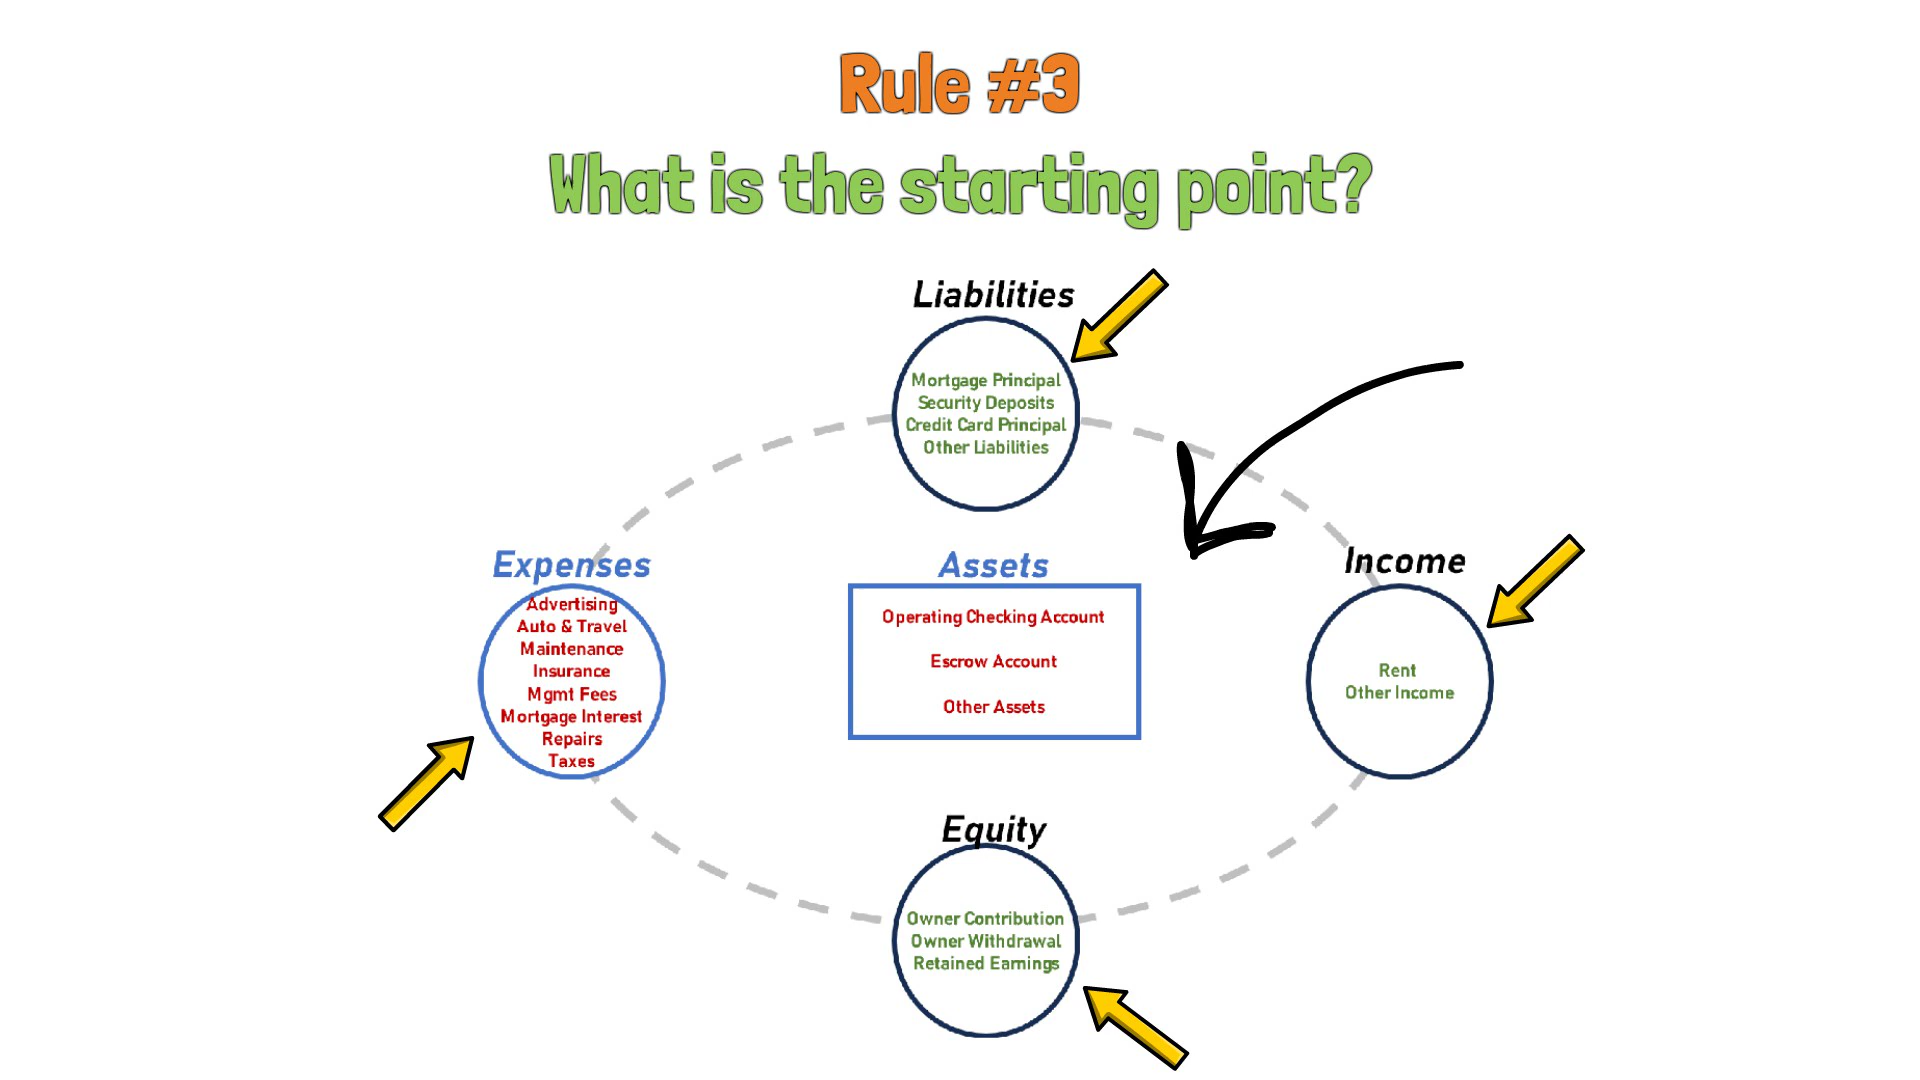 Rule #3
What is the starting point?
Liabilities
Mortgage Principal
Security Deposits
Credit Card Principal
Other Liabilities
Expenses
Advertising
Auto & Travel
Maintenance
Insurance
Mgmt Fees
Mortgage Interest
Repairs
Taxes
Assets
Operating Checking Account
Escrow Account
Other Assets
Income
Rent
Other Income
Equity
Owner Contribution
Owner Withdrawal
Retained Earnings